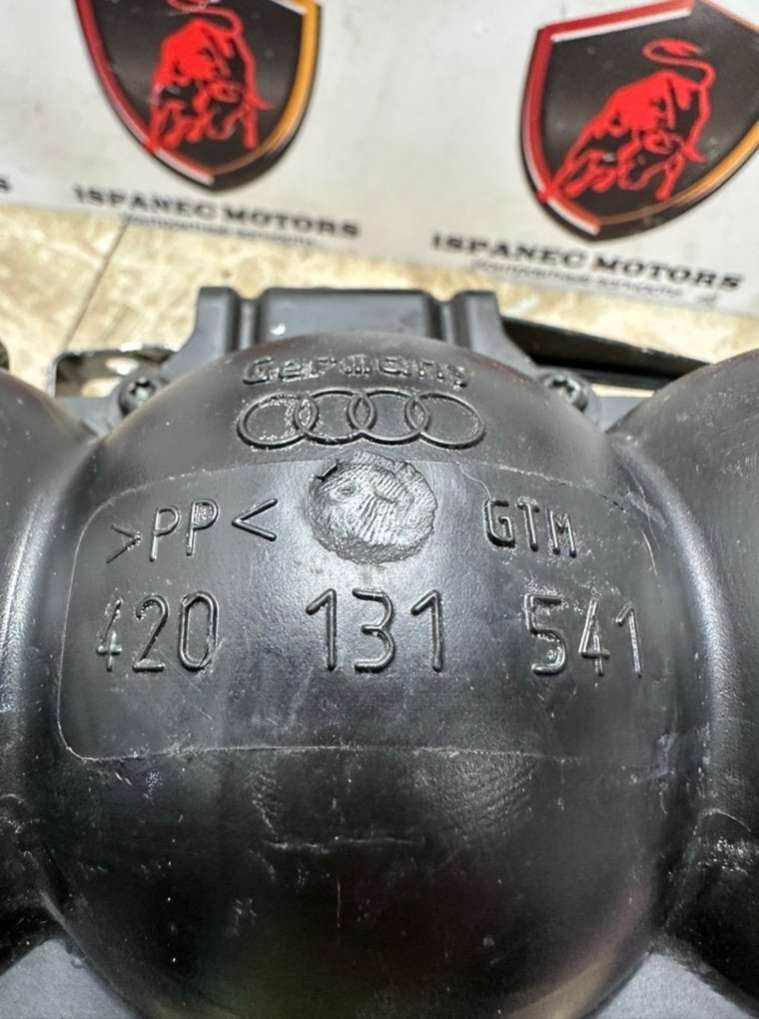 ISPANEC MOTORS
ISPANEC MOTORS
Germany
>PP< GTM
420 131 541